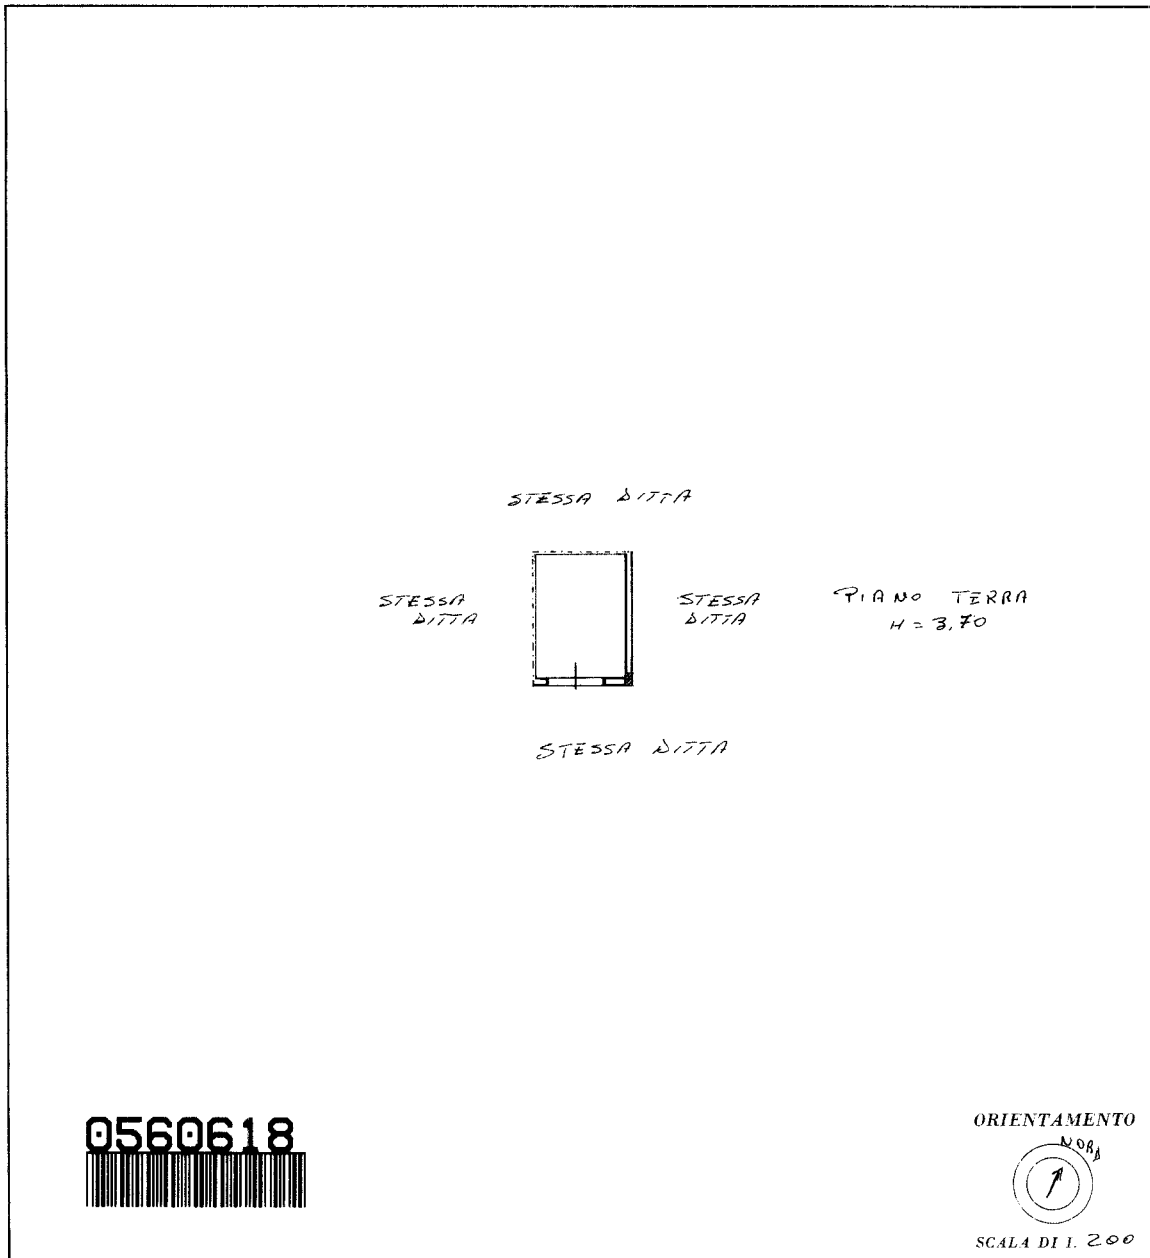 STESSA DITTA
STESSA
DITTA
STESSA
DITTA
PIANO TERRA
H = 3,70
STESSA DITTA
0560618
ORIENTAMENTO
NORD
SCALA DI 1. 200